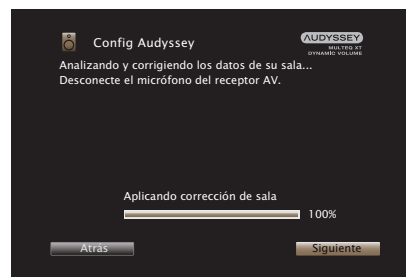 Config Audyssey
AUDYSSEY
MULTEQ XT
DYNAMIC VOLUME
Analizando y corrigiendo los datos de su sala...
Desconecte el micrófono del receptor AV.
Aplicando corrección de sala
100%
Atrás
Siguiente